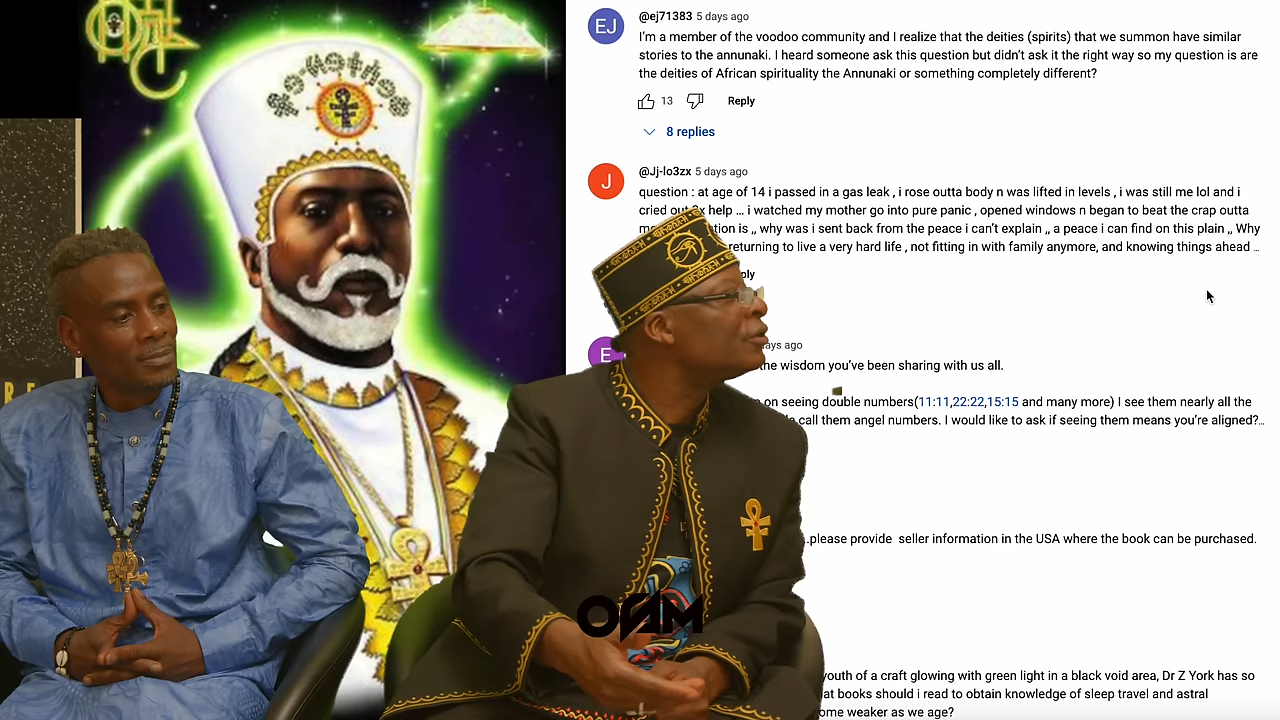 EJ
@ej71383 5 days ago
I'm a member of the voodoo community and I realize that the deities (spirits) that we summon have similar
stories to the annunaki. I heard someone ask this question but didn't ask it the right way so my question is are
the deities of African spirituality the Annunaki or something completely different?
13
Reply
8 replies
J
@Jj-lo3zx 5 days ago
question : at age of 14 i passed in a gas leak , i rose outta body n was lifted in levels , i was still me lol and i
cried out help ... i watched my mother go into pure panic , opened windows n began to beat the crap outta
is ,, why was i sent back from the peace i can't explain ,, a peace i can find on this plain ,, Why
returning to live a very hard life , not fitting in with family anymore, and knowing things ahead ...
E
ago
the wisdom you've been sharing with us all.
on seeing double numbers(11:11,22:22,15:15 and many more) I see them nearly all the
call them angel numbers. I would like to ask if seeing them means you're aligned?...
please provide seller information in the USA where the book can be purchased.
OFAM
of a craft glowing with green light in a black void area, Dr Z York has so
books should i read to obtain knowledge of sleep travel and astral
weaker as we age?